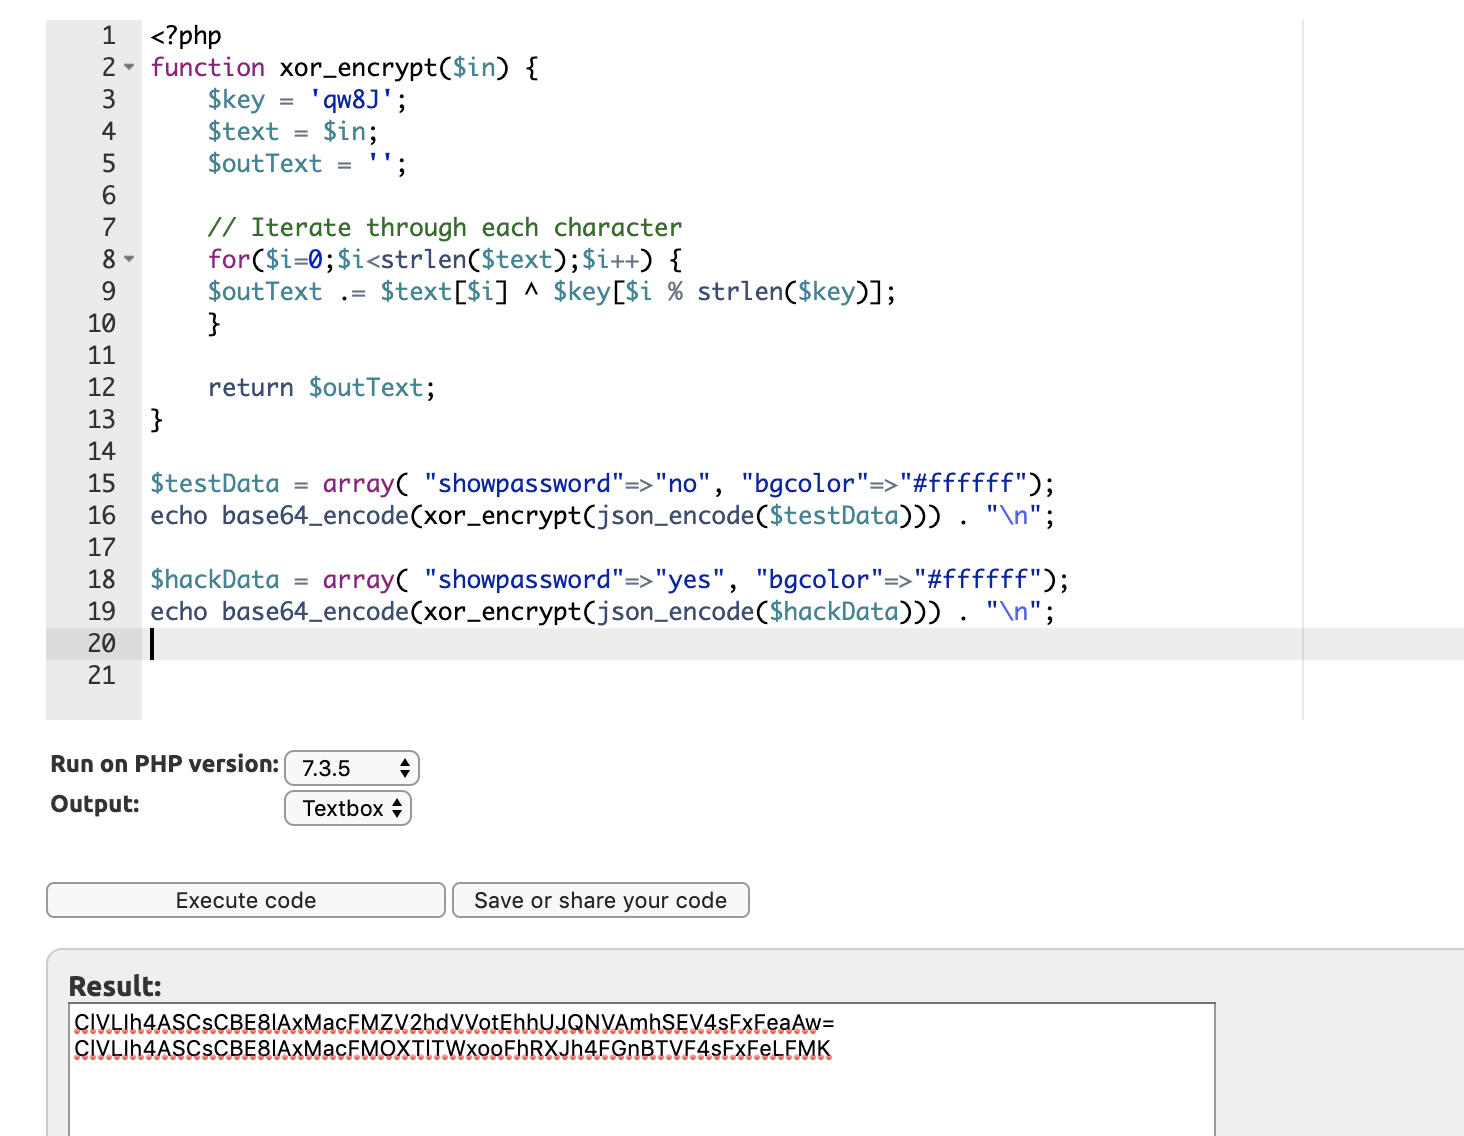 1 <?php
2 function xor_encrypt($in) {
3 $key = 'qw8J';
4 $text = $in;
5 $outText = '';
6
7 // Iterate through each character
8 for($i=0;$i<strlen($text);$i++) {
9 $outText .= $text[$i] ^ $key[$i % strlen($key)];
10 }
11
12 return $outText;
13 }
14
15 $testData = array( "showpassword"=>"no", "bgcolor"=>"#ffffff");
16 echo base64_encode(xor_encrypt(json_encode($testData))) . "\n";
17
18 $hackData = array( "showpassword"=>"yes", "bgcolor"=>"#ffffff");
19 echo base64_encode(xor_encrypt(json_encode($hackData))) . "\n";
20
21
Run on PHP version: 7.3.5
Output: Textbox
Execute code Save or share your code
Result:
ClVLIh4ASCsCBE8lAxMacFMZV2hdVVotEhhUJQNVAmhSEV4sFxFeaAw=
ClVLIh4ASCsCBE8lAxMacFMOXTlTWxooFhRXJh4FGnBTVF4sFxFeLFMK